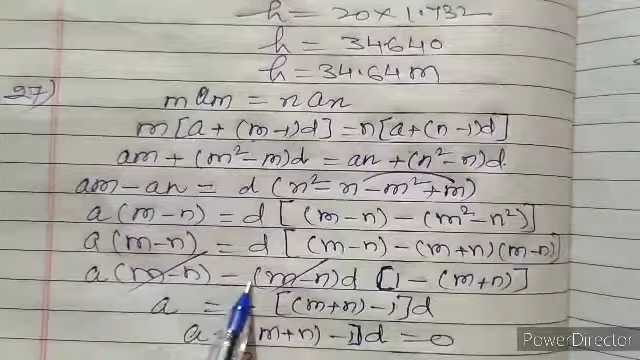 h = 20 × 1.732
h = 34.640
h = 34.64 m
27) m am = n an
m [a + (m-1)d] = n [a + (n-1)d]
am + (m² - m)d = an + (n² - n)d
am - an = d (n² - n - m² + m)
a (m-n) = d [(m-n) - (m² - n²)]
a (m-n) = d [(m-n) - (m+n)(m-n)]
a (m-n) - (m-n)d [1 - (m+n)]
a = [(m+n) - 1]d
a m+n) - 1]d = 0
PowerDirector